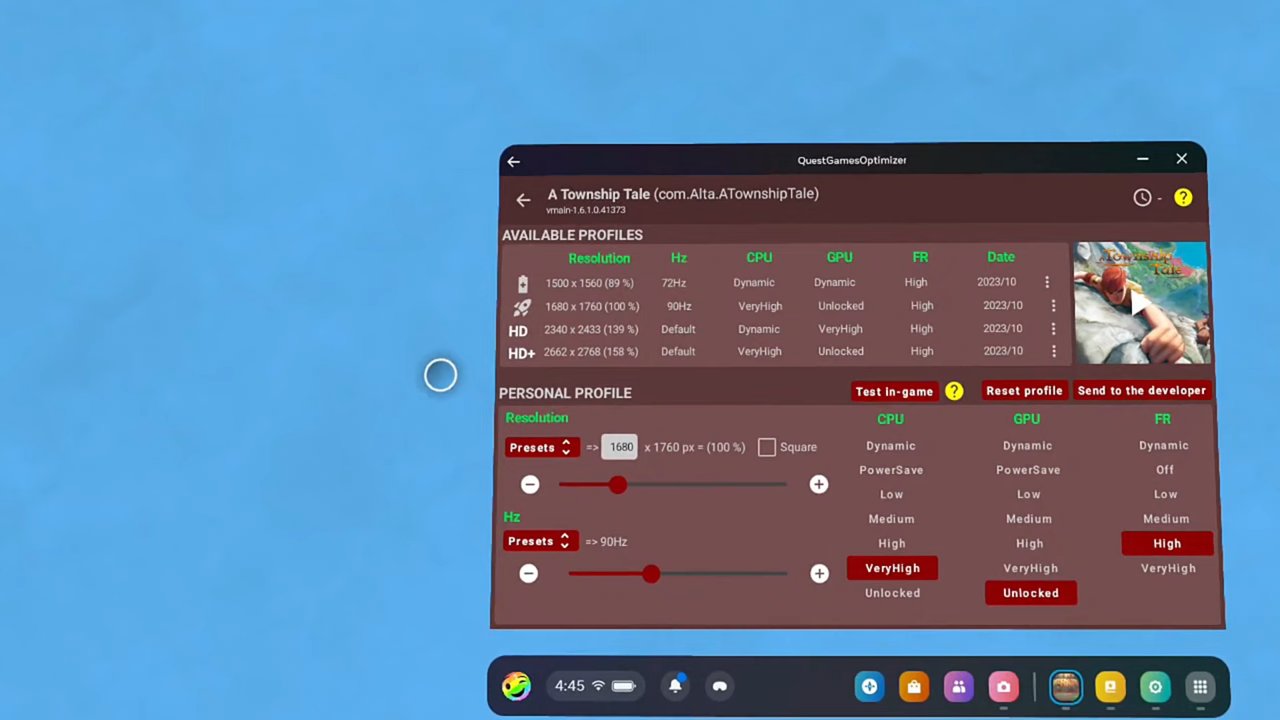 QuestGamesOptimizer
A Township Tale (com.Alta.ATownshipTale)
vmain-1.6.1.0.41373
-
?
AVAILABLE PROFILES
Resolution Hz CPU GPU FR Date
1500 x 1560 (89 %) 72Hz Dynamic Dynamic High 2023/10
1680 x 1760 (100 %) 90Hz VeryHigh Unlocked High 2023/10
HD 2340 x 2433 (139 %) Default Dynamic VeryHigh High 2023/10
HD+ 2662 x 2768 (158 %) Default VeryHigh Unlocked High 2023/10
Township
Tale
PERSONAL PROFILE
Test in-game ? Reset profile Send to the developer
Resolution
Presets => 1680 x 1760 px = (100 %) Square
Hz
Presets => 90Hz
CPU GPU FR
Dynamic Dynamic Dynamic
PowerSave PowerSave Off
Low Low Low
Medium Medium Medium
High High High
VeryHigh VeryHigh VeryHigh
Unlocked Unlocked
4:45